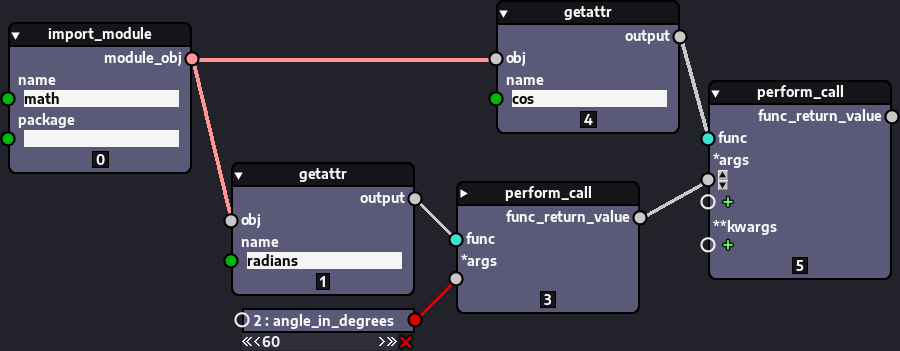 import_module
module_obj
name
math
package
0
getattr
output
obj
name
cos
4
getattr
output
obj
name
radians
1
2 : angle_in_degrees
60
perform_call
func_return_value
func
*args
3
perform_call
func_return_value
func
*args
+
**kwargs
+
5